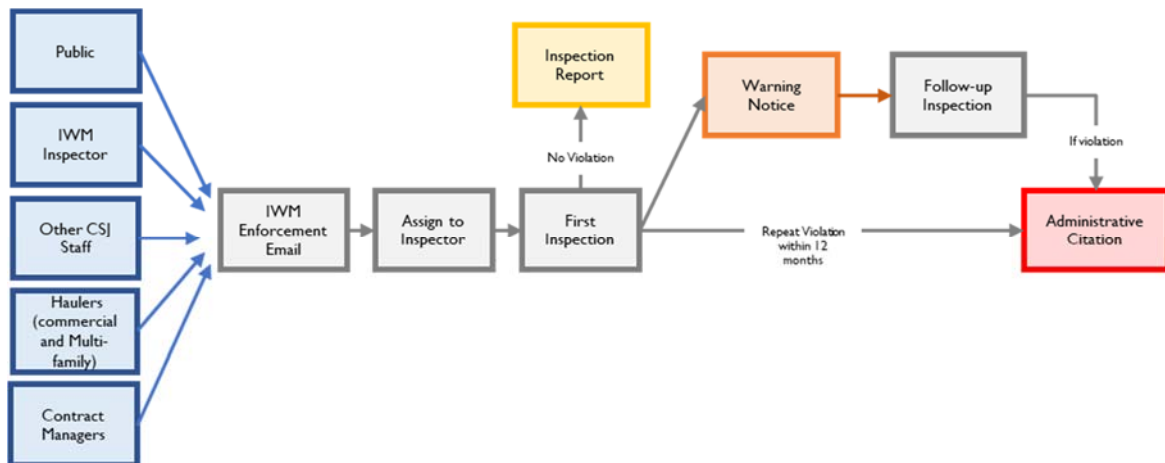 Public
IWM
Inspector
Other CSJ
Staff
Haulers
(commercial
and Multi-
family)
Contract
Managers
IWM
Enforcement
Email
Assign to
Inspector
First
Inspection
No Violation
Inspection
Report
Warning
Notice
Follow-up
Inspection
If violation
Repeat Violation
within 12
months
Administrative
Citation